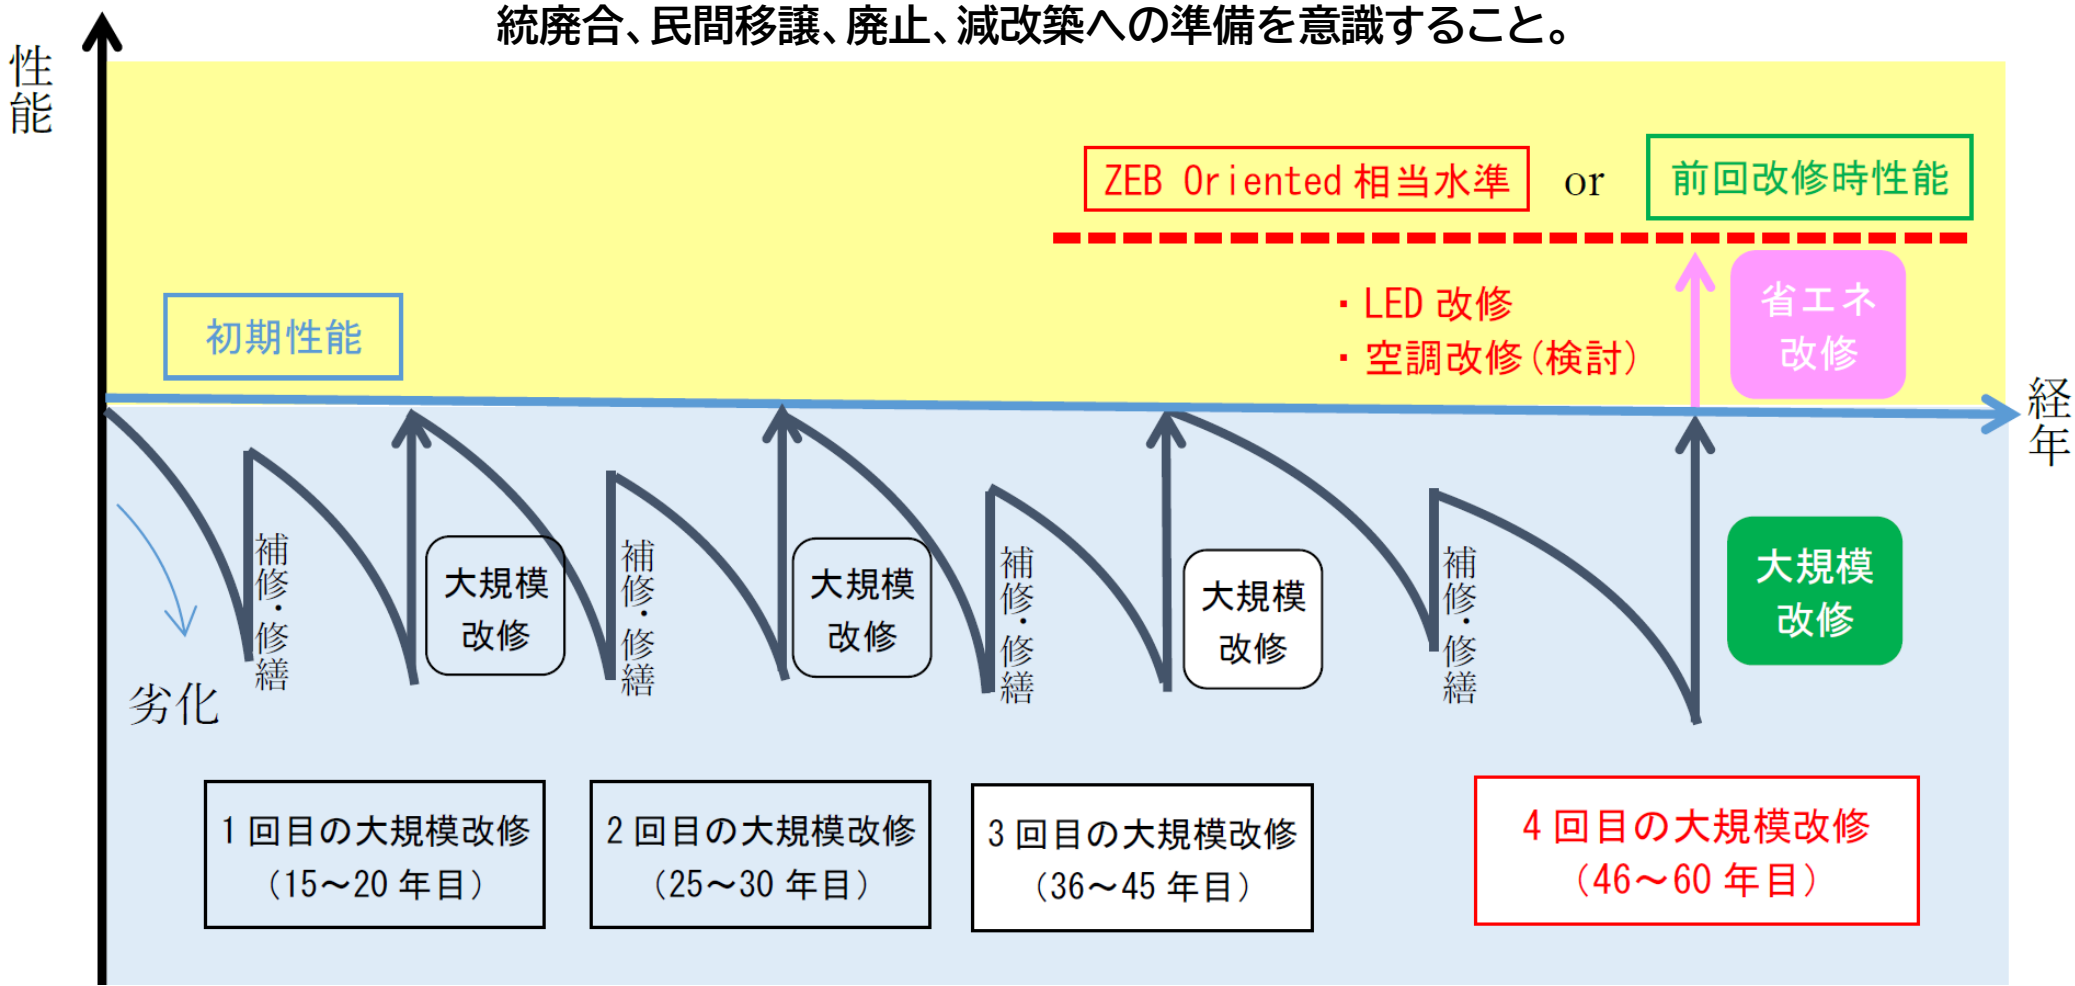 統廃合、民間移譲、廃止、減改築への準備を意識すること。
性能
ZEB Oriented 相当水準
or
前回改修時性能
・LED 改修
・空調改修(検討)
省エネ
改修
初期性能
経年
補修・修繕
大規模
改修
補修・修繕
大規模
改修
補修・修繕
大規模
改修
補修・修繕
大規模
改修
劣化
1 回目の大規模改修
(15～20 年目)
2 回目の大規模改修
(25～30 年目)
3 回目の大規模改修
(36～45 年目)
4 回目の大規模改修
(46～60 年目)